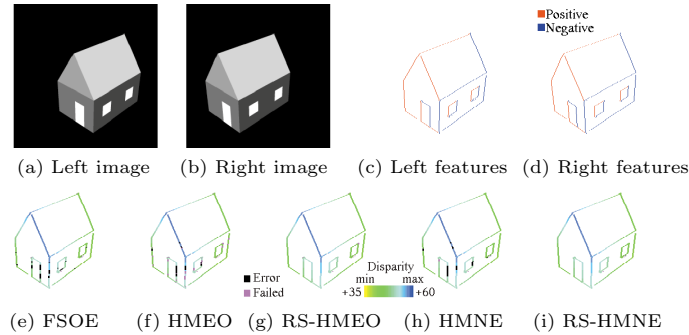 Positive
Negative
(a) Left image
(b) Right image
(c) Left features
(d) Right features
Error
Failed
Disparity
min max
+35 +60
(e) FSOE
(f) HMEO
(g) RS-HMEO
(h) HMNE
(i) RS-HMNE